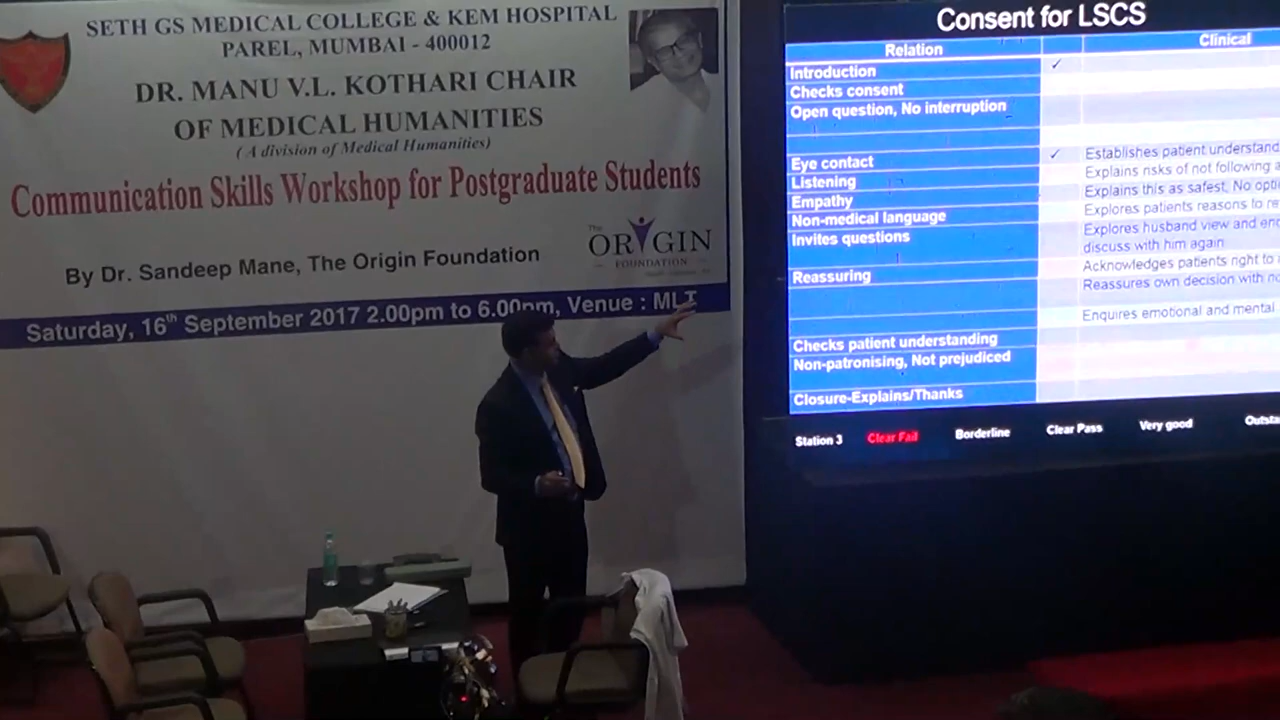 SETH GS MEDICAL COLLEGE & KEM HOSPITAL
PAREL, MUMBAI - 400012
DR. MANU V.L. KOTHARI CHAIR
OF MEDICAL HUMANITIES
( A division of Medical Humanities)
Communication Skills Workshop for Postgraduate Students
The
ORIGIN
FOUNDATION
By Dr. Sandeep Mane, The Origin Foundation
Saturday, 16th September 2017 2.00pm to 6.00pm, Venue : MLT
Consent for LSCS
Relation Clinical
Introduction ✓
Checks consent
Open question, No interruption
Eye contact ✓ Establishes patient understand
Listening Explains risks of not following a
Empathy Explains this as safest, No opti
Non-medical language Explores patients reasons to re
Invites questions Explores husband view and enc
discuss with him again
Reassuring Acknowledges patients right to
Reassures own decision with no
Enquires emotional and mental
Checks patient understanding
Non-patronising, Not prejudiced
Closure-Explains/Thanks
Station 3 Clear Fail Borderline Clear Pass Very good Outsta